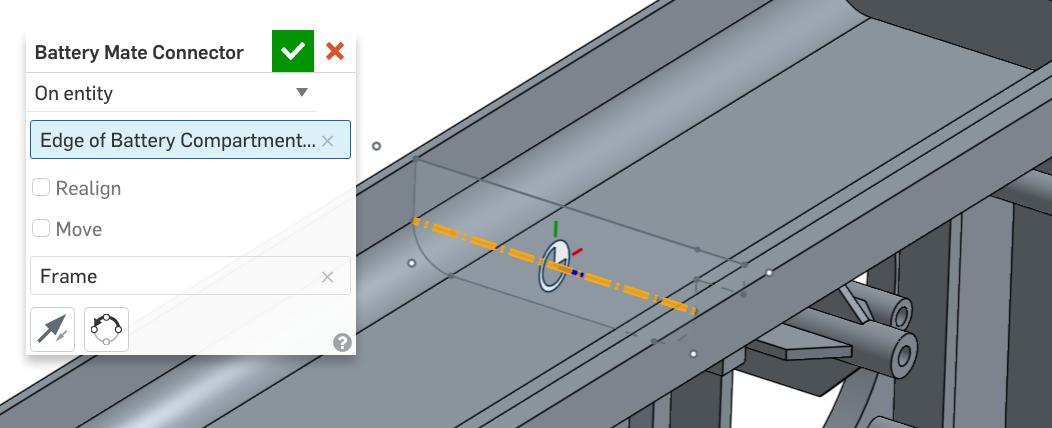 Battery Mate Connector
On entity
Edge of Battery Compartment...
Realign
Move
Frame
?